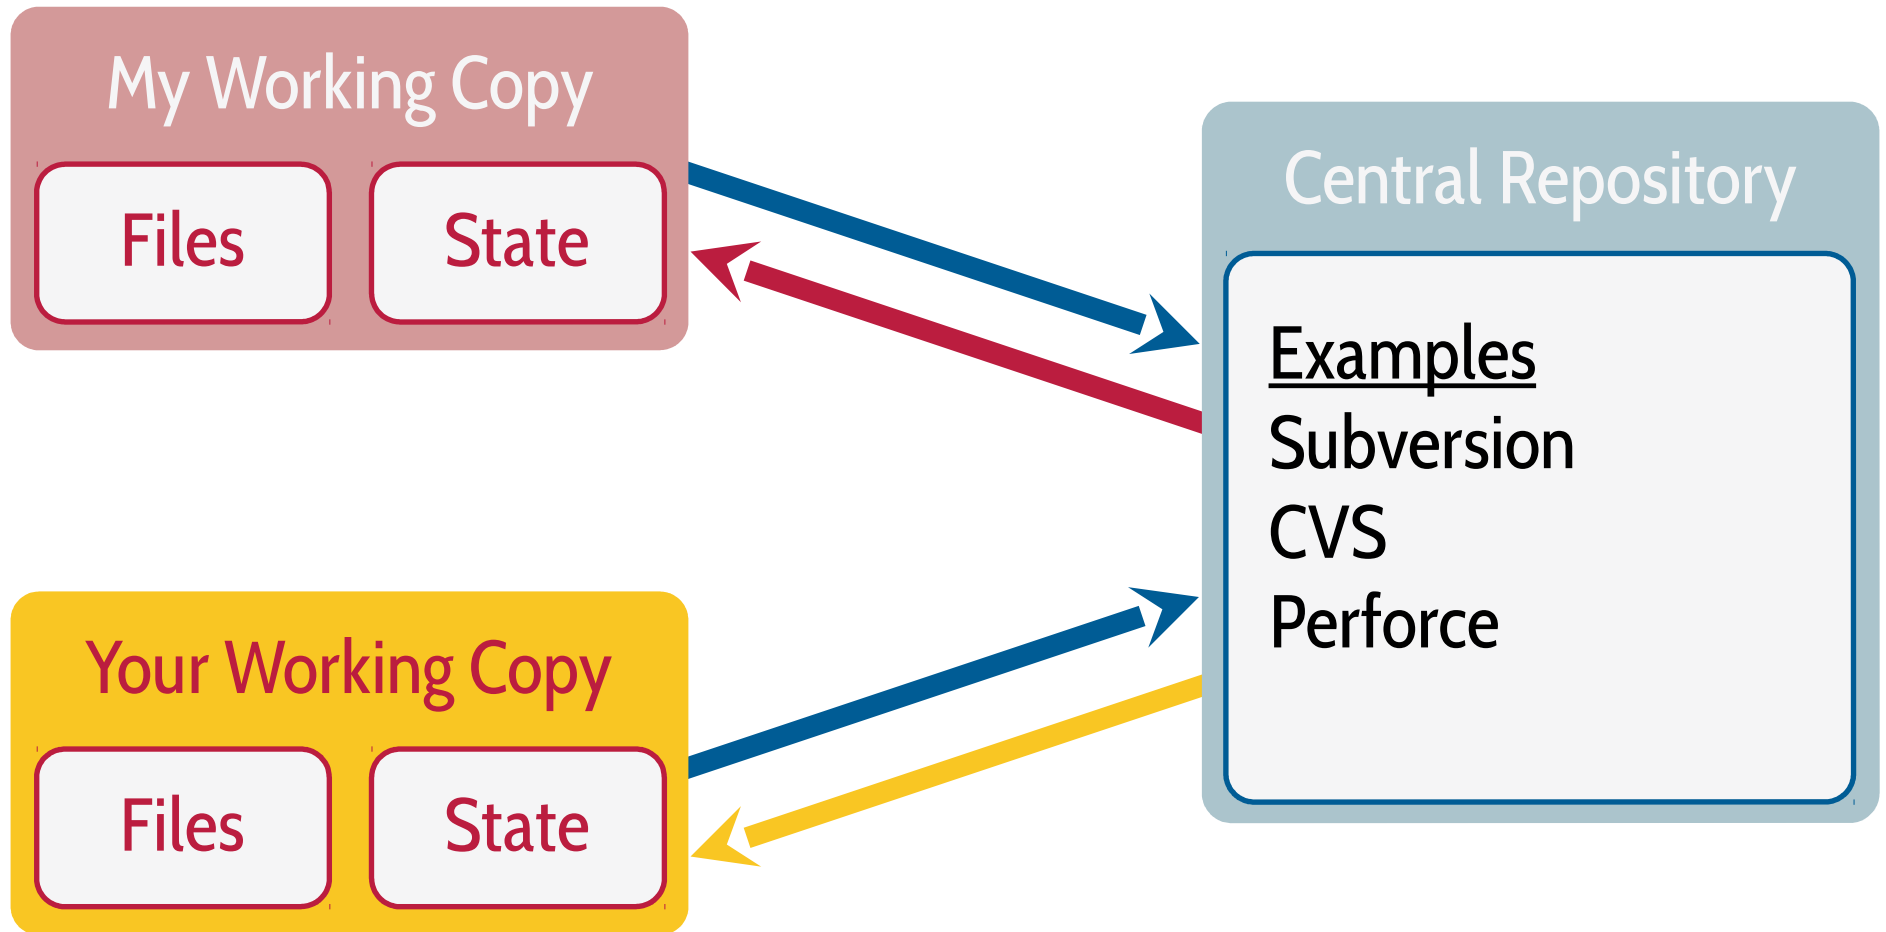 My Working Copy
Files
State
Central Repository
Examples
Subversion
CVS
Perforce
Your Working Copy
Files
State